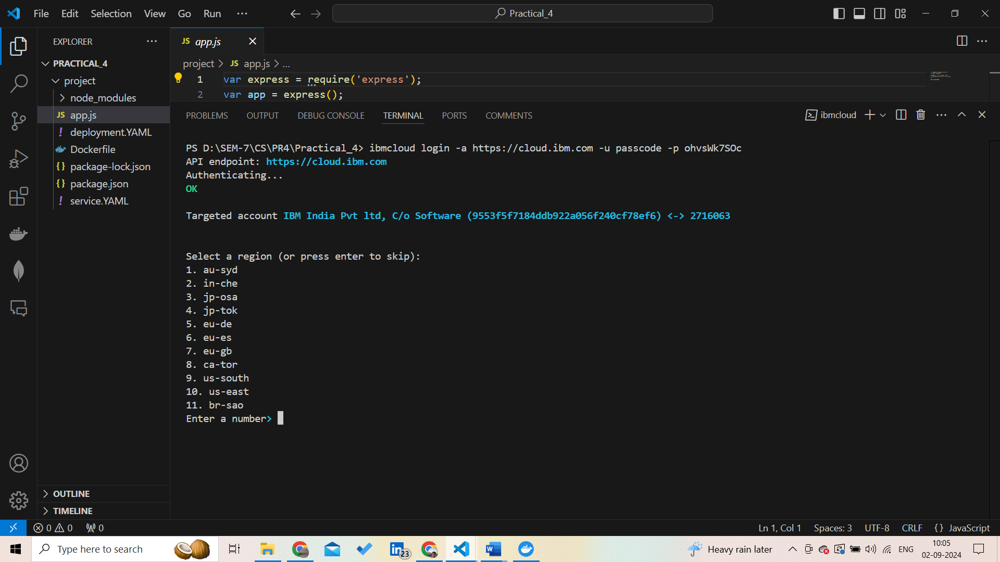 File Edit Selection View Go Run ...
Practical_4
EXPLORER
PRACTICAL_4
project
node_modules
JS app.js
! deployment.YAML
Dockerfile
{} package-lock.json
{} package.json
! service.YAML
OUTLINE
TIMELINE
JS app.js
project > JS app.js > ...
1 var express = require('express');
2 var app = express();
PROBLEMS OUTPUT DEBUG CONSOLE TERMINAL PORTS COMMENTS
ibmcloud
PS D:\SEM-7\CS\PR4\Practical_4> ibmcloud login -a https://cloud.ibm.com -u passcode -p ohvsWk7SOc
API endpoint: https://cloud.ibm.com
Authenticating...
OK
Targeted account IBM India Pvt ltd, C/o Software (9553f5f7184ddb922a056f240cf78ef6) <-> 2716063
Select a region (or press enter to skip):
1. au-syd
2. in-che
3. jp-osa
4. jp-tok
5. eu-de
6. eu-es
7. eu-gb
8. ca-tor
9. us-south
10. us-east
11. br-sao
Enter a number>
0 0 0
Ln 1, Col 1 Spaces: 3 UTF-8 CRLF {} JavaScript
Type here to search
23
Heavy rain later
ENG
10:05
02-09-2024